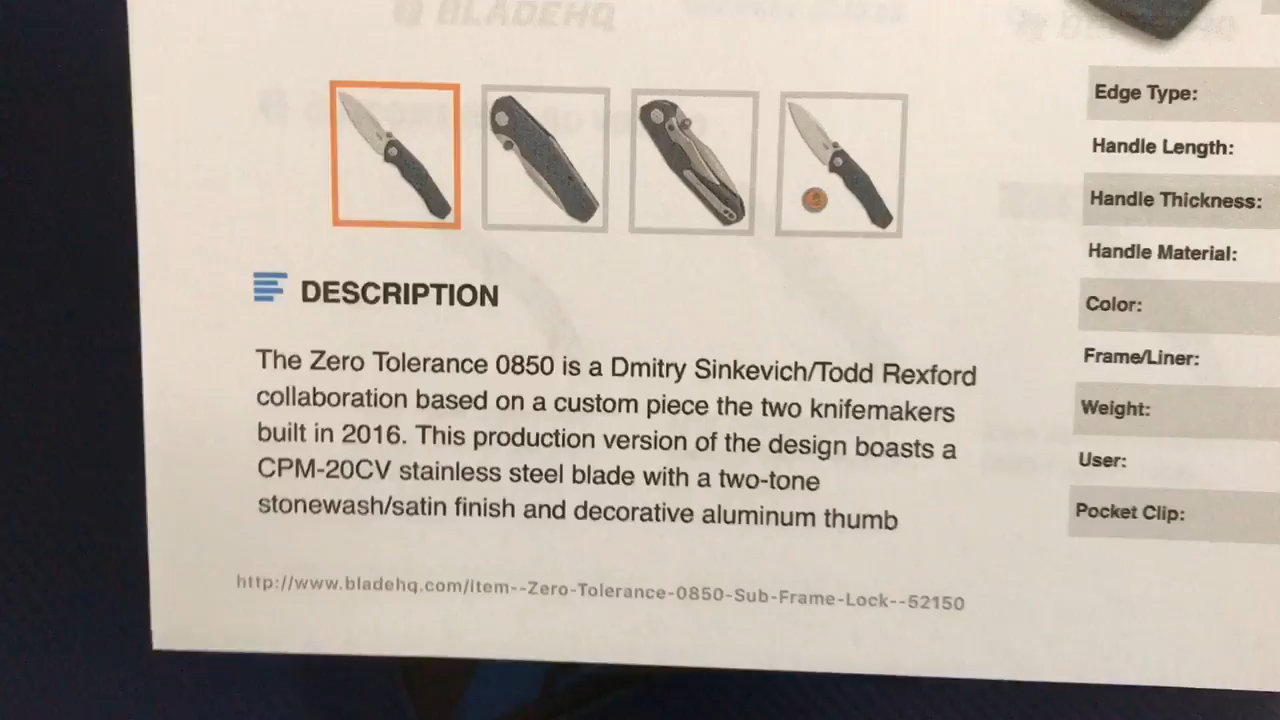 BLADEHQ
Edge Type:
Handle Length:
Handle Thickness:
Handle Material:
Color:
Frame/Liner:
Weight:
User:
Pocket Clip:
DESCRIPTION
The Zero Tolerance 0850 is a Dmitry Sinkevich/Todd Rexford
collaboration based on a custom piece the two knifemakers
built in 2016. This production version of the design boasts a
CPM-20CV stainless steel blade with a two-tone
stonewash/satin finish and decorative aluminum thumb
http://www.bladehq.com/item--Zero-Tolerance-0850-Sub-Frame-Lock--52150